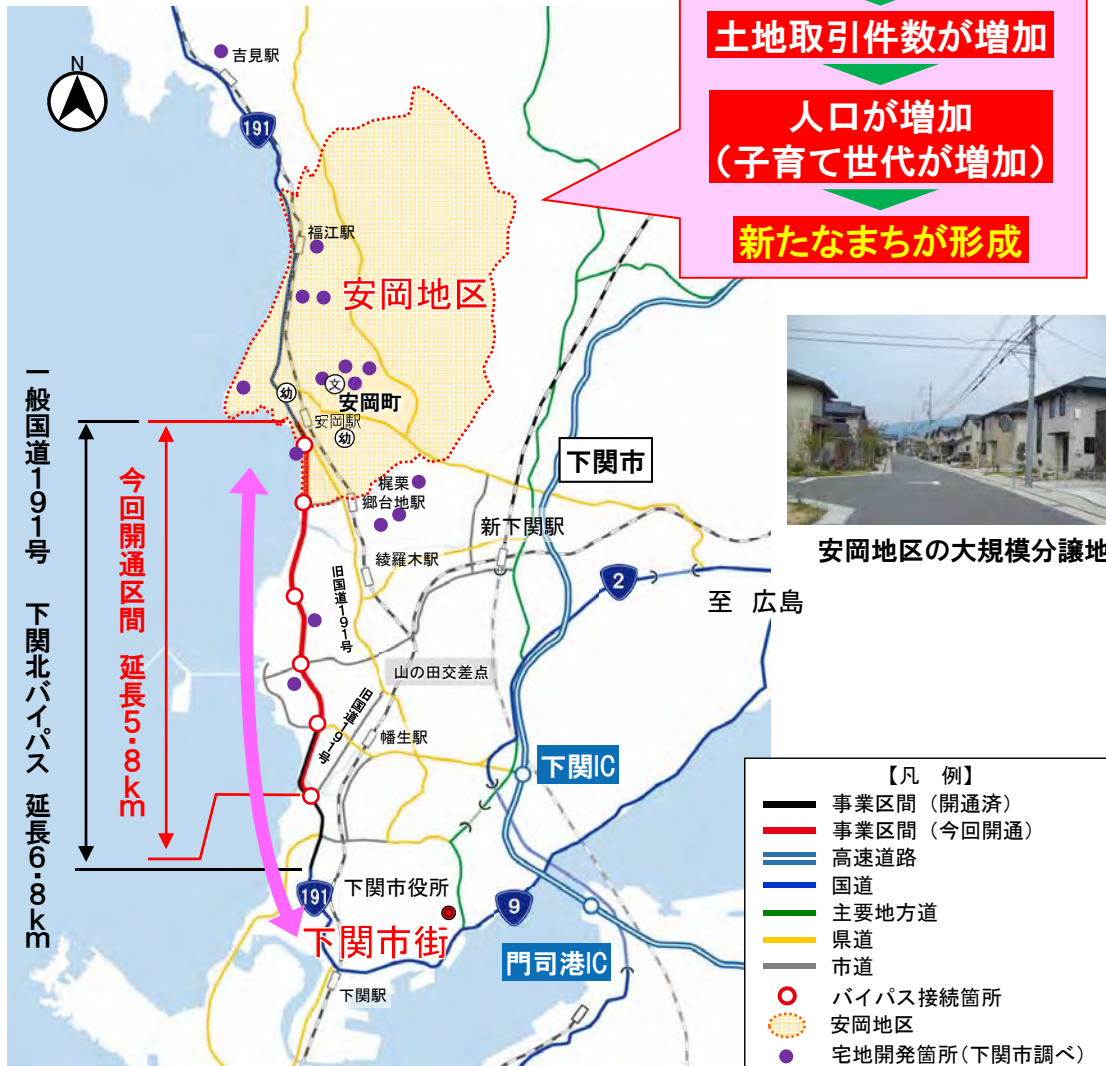 土地取引件数が増加
人口が増加
(子育て世代が増加)
新たなまちが形成
N
吉見駅
191
福江駅
安岡地区
文
幼
安岡町
安岡駅
幼
一般国道191号 下関北バイパス 延長6.8km
今回開通区間 延長5.8km
梶栗
郷台地駅
下関市
新下関駅
綾羅木駅
旧国道191号
2
至 広島
山の田交差点
旧国道191号
幡生駅
下関IC
191
下関市役所
9
下関市街
門司港IC
下関駅
安岡地区の大規模分譲地
【凡 例】
事業区間(開通済)
事業区間(今回開通)
高速道路
国道
主要地方道
県道
市道
バイパス接続箇所
安岡地区
宅地開発箇所(下関市調べ)